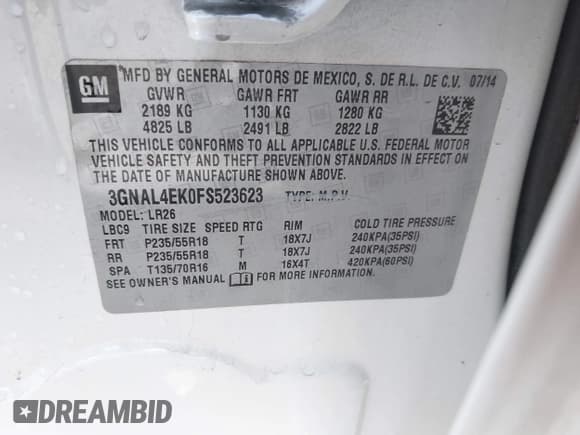 GM
MFD BY GENERAL MOTORS DE MEXICO, S. DE R.L. DE C.V. 07/14
GVWR GAWR FRT GAWR RR
2189 KG 1130 KG 1280 KG
4825 LB 2491 LB 2822 LB
THIS VEHICLE CONFORMS TO ALL APPLICABLE U.S. FEDERAL MOTOR
VEHICLE SAFETY AND THEFT PREVENTION STANDARDS IN EFFECT ON
THE DATE OF MANUFACTURE SHOWN ABOVE.
3GNAL4EK0FS523623 TYPE: M.P.V.
MODEL: LR26
LBC9 TIRE SIZE SPEED RTG RIM COLD TIRE PRESSURE
FRT P235/55R18 T 18X7J 240KPA(35PSI)
RR P235/55R18 T 18X7J 240KPA(35PSI)
SPA T135/70R16 M 16X4T 420KPA(60PSI)
SEE OWNER'S MANUAL FOR MORE INFORMATION
DREAMBID